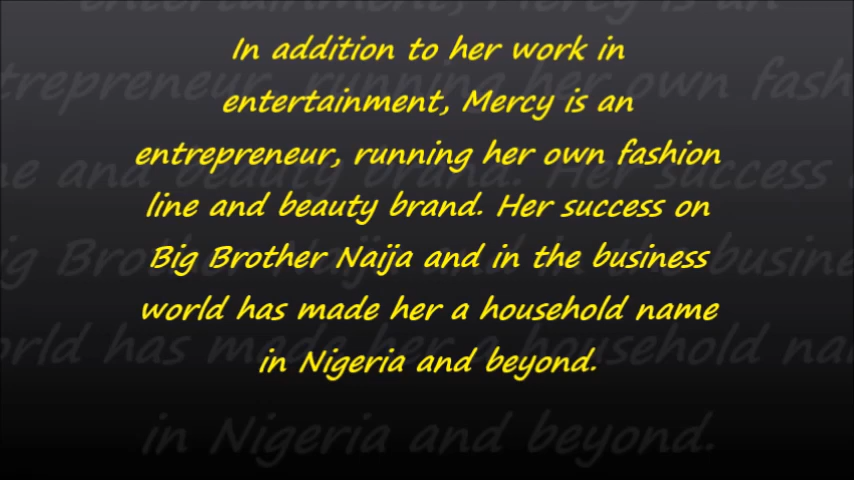 In addition to her work in
entertainment, Mercy is an
entrepreneur, running her own fashion
line and beauty brand. Her success on
Big Brother Naija and in the business
world has made her a household name
in Nigeria and beyond.